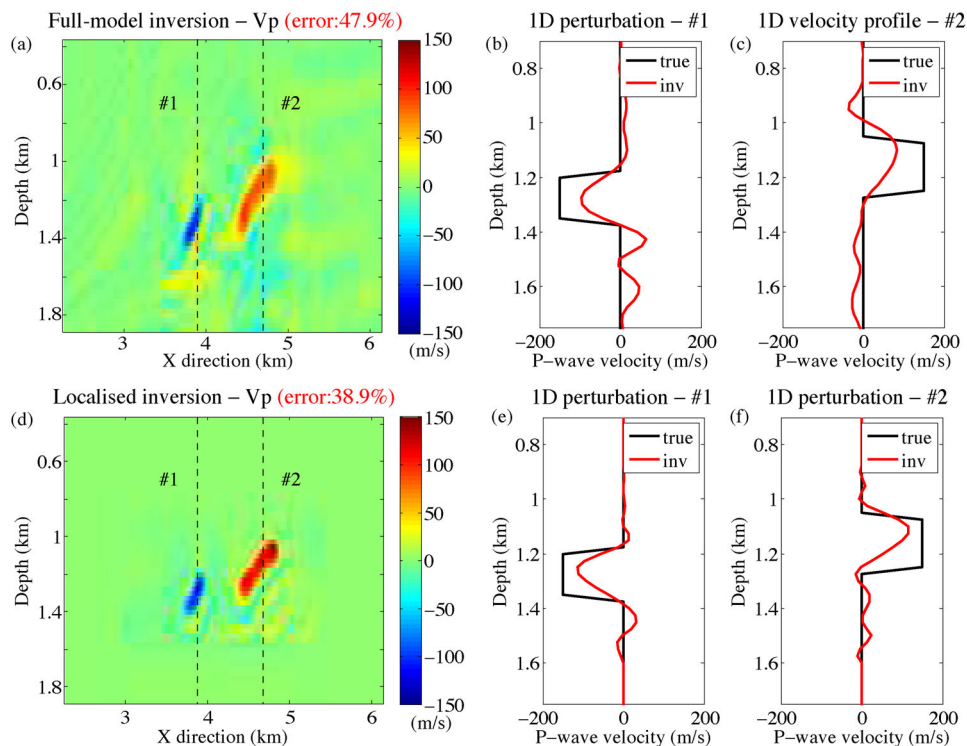 Full-model inversion – Vp (error:47.9%)
(a)
#1
#2
0.6
1
1.4
1.8
Depth (km)
3
4
5
6
X direction (km)
150
100
50
0
−50
−100
−150
(m/s)
1D perturbation – #1
(b)
true
inv
0.8
1
1.2
1.4
1.6
Depth (km)
−200
0
200
P−wave velocity (m/s)
1D velocity profile – #2
(c)
true
inv
0.8
1
1.2
1.4
1.6
Depth (km)
−200
0
200
P−wave velocity (m/s)
Localised inversion – Vp (error:38.9%)
(d)
#1
#2
0.6
1
1.4
1.8
Depth (km)
3
4
5
6
X direction (km)
150
100
50
0
−50
−100
−150
(m/s)
1D perturbation – #1
(e)
true
inv
0.8
1
1.2
1.4
1.6
Depth (km)
−200
0
200
P−wave velocity (m/s)
1D perturbation – #2
(f)
true
inv
0.8
1
1.2
1.4
1.6
Depth (km)
−200
0
200
P−wave velocity (m/s)